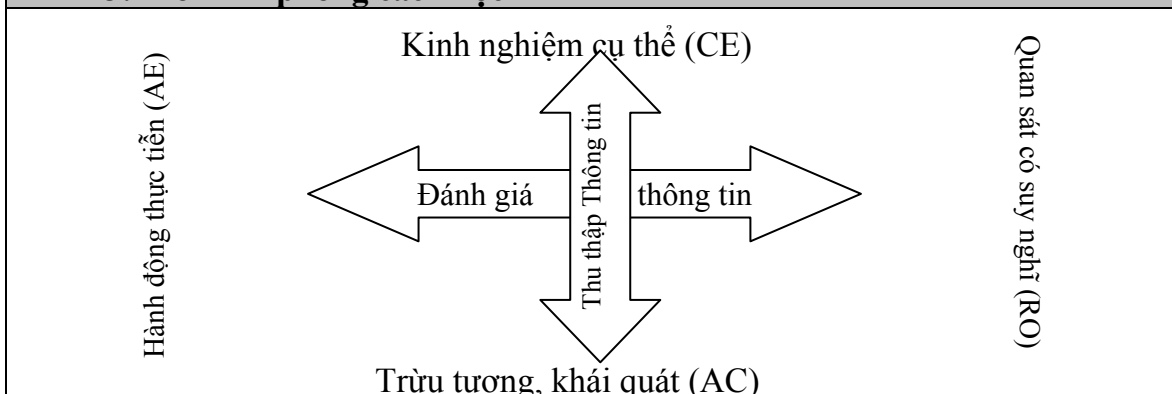 Kinh nghiệm cụ thể (CE)
Hành động thực tiễn (AE)
Thu thập Thông tin
Đánh giá thông tin
Quan sát có suy nghĩ (RO)
Trừu tượng, khái quát (AC)